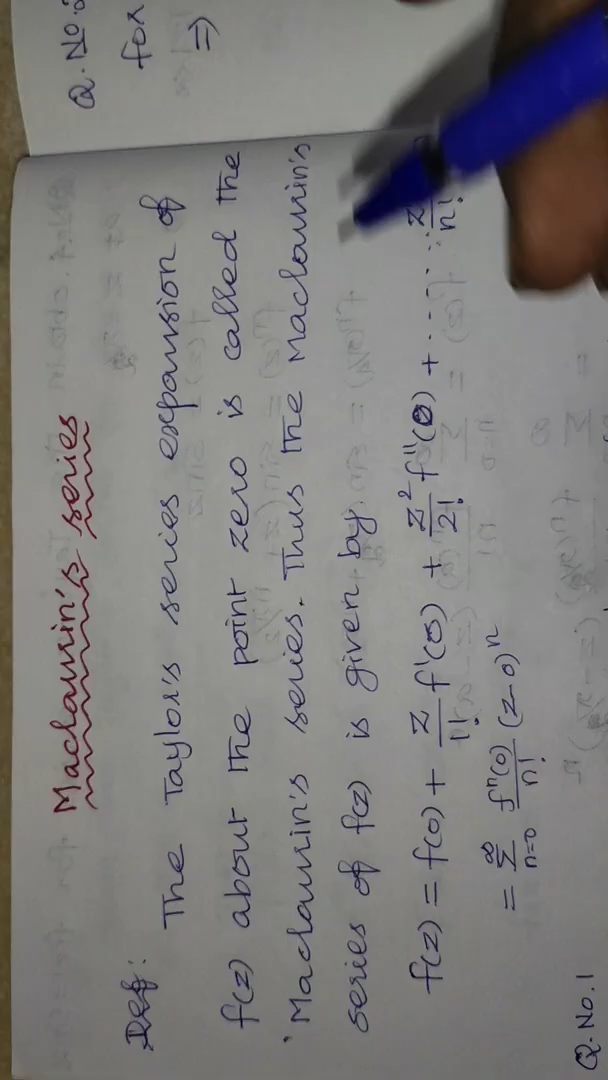 Maclaurin's series
Def: The Taylor's series expansion of
f(z) about the point zero is called the
'Maclaurin's series. Thus the Maclaurin's
series of f(z) is given by
f(z) = f(0) + z/1! f'(0) + z²/2! f''(0) + ... z/n!
= ∞Σn=0 fⁿ(0)/n! (z-0)ⁿ
Q.No.1
Q.No.
for
⇒